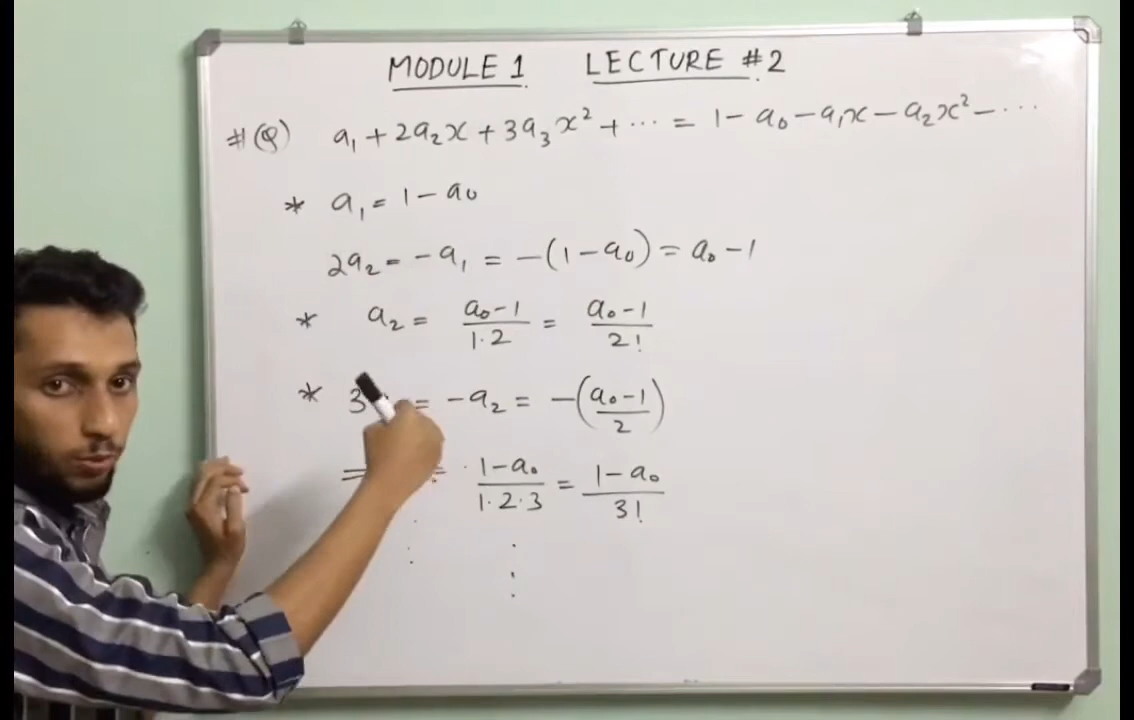 MODULE 1 LECTURE #2
#(Q) a₁ + 2a₂x + 3a₃x² + ··· = 1 - a₀ - a₁x - a₂x² - ···
* a₁ = 1 - a₀
2a₂ = -a₁ = -(1 - a₀) = a₀ - 1
* a₂ = (a₀ - 1)/(1·2) = (a₀ - 1)/2!
* 3 = -a₂ = -((a₀ - 1)/2)
= = (1 - a₀)/(1·2·3) = (1 - a₀)/3!